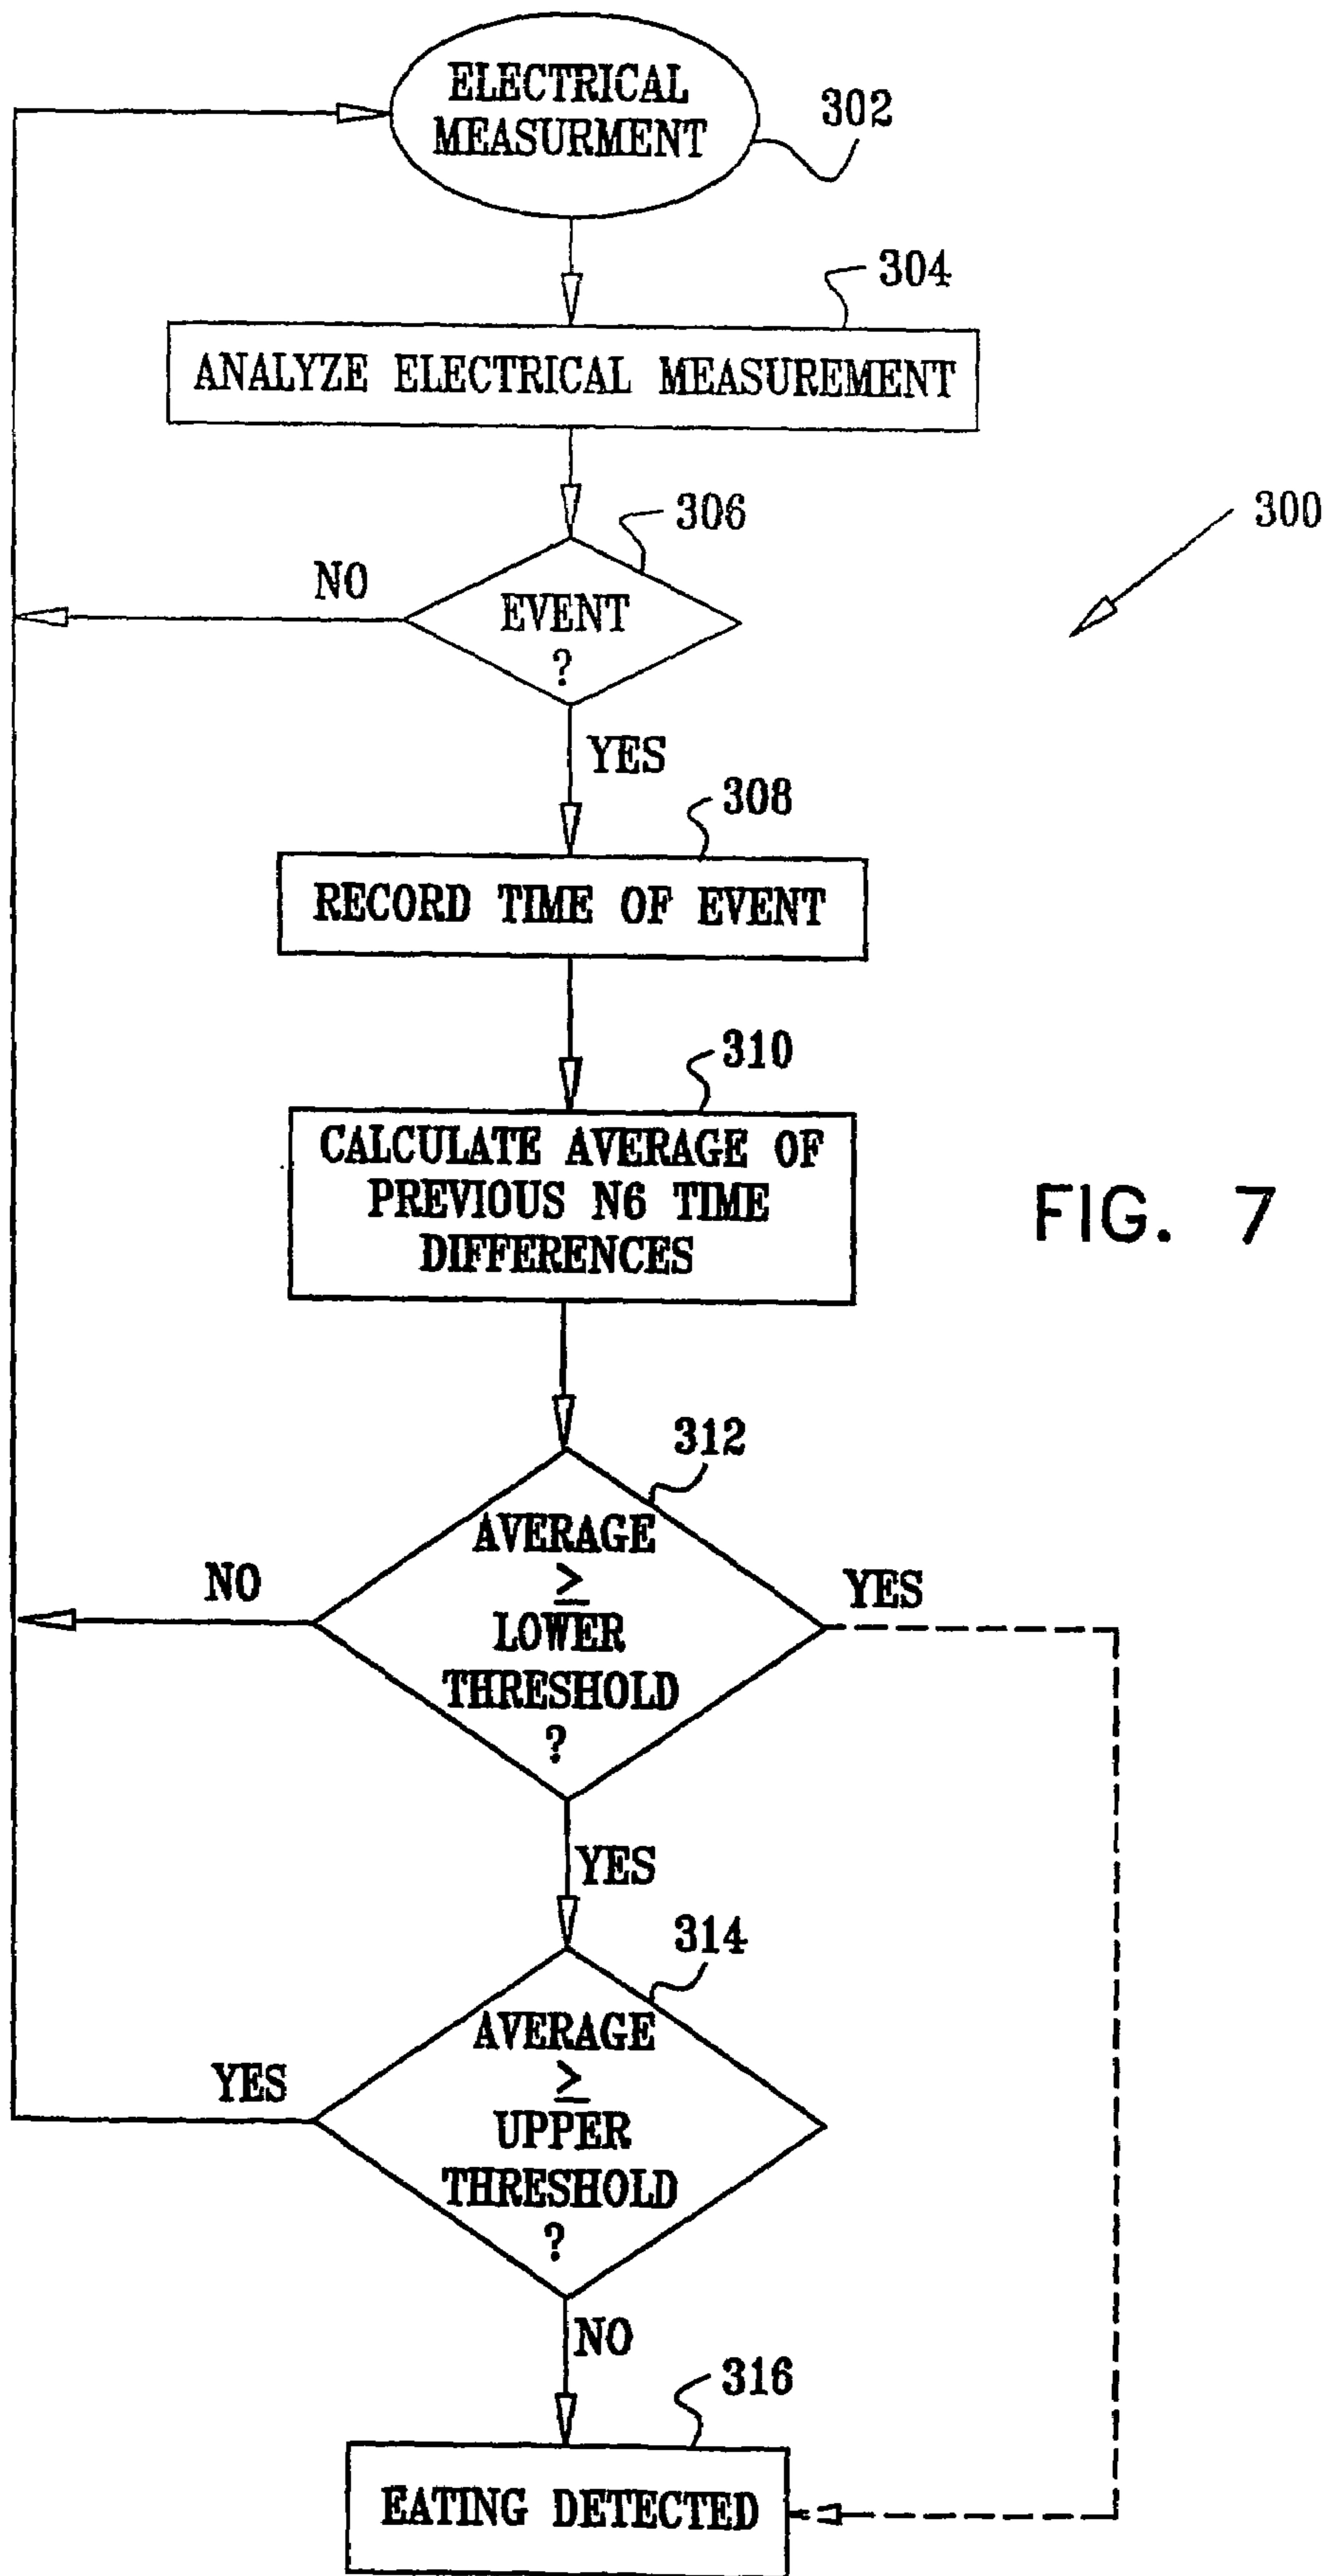 ELECTRICAL
MEASURMENT
302
304
ANALYZE ELECTRICAL MEASUREMENT
306
300
NO
EVENT
?
YES
308
RECORD TIME OF EVENT
310
CALCULATE AVERAGE OF
PREVIOUS N6 TIME
DIFFERENCES
FIG. 7
312
AVERAGE
≥
LOWER
THRESHOLD
?
NO
YES
YES
314
AVERAGE
≥
UPPER
THRESHOLD
?
YES
NO
316
EATING DETECTED